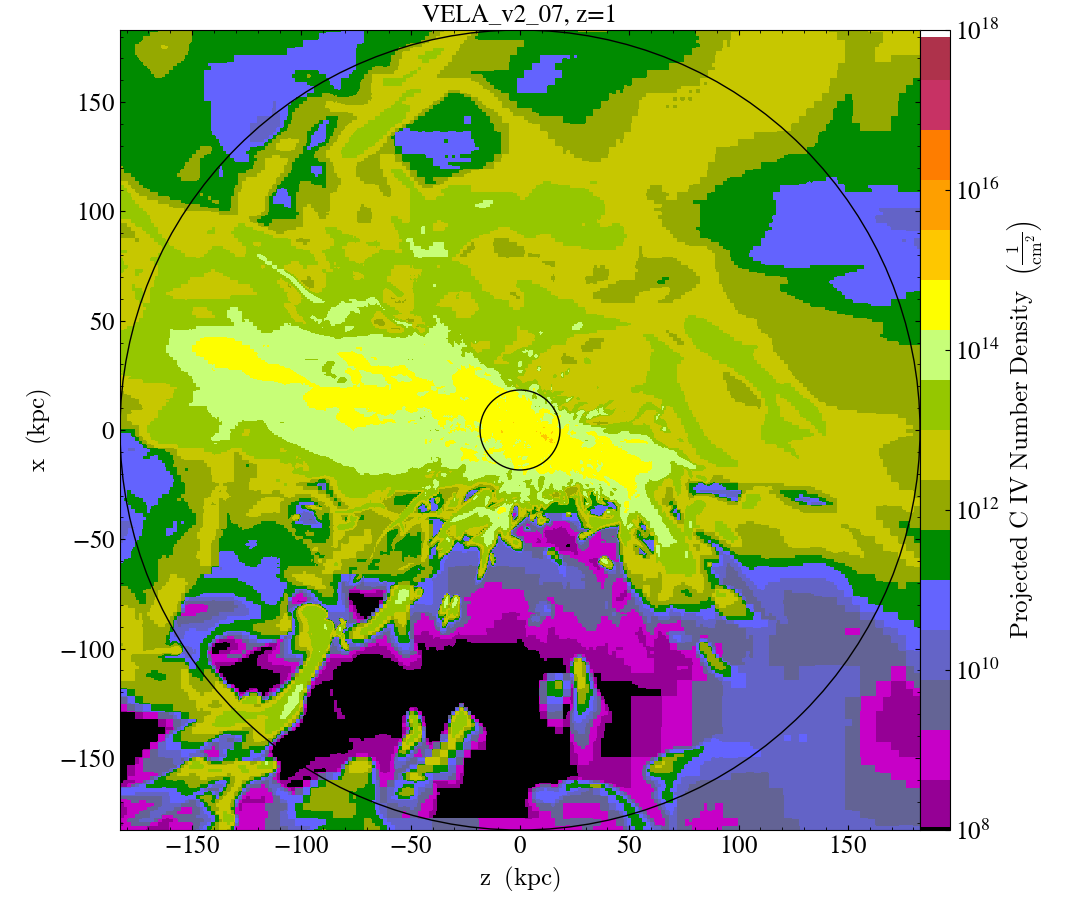 VELA_v2_07, z=1
10^18
150
10^16
100
50
10^14
0
10^12
−50
−100
10^10
−150
10^8
−150 −100 −50 0 50 100 150
z (kpc)
x (kpc)
Projected C IV Number Density (1/cm^2)